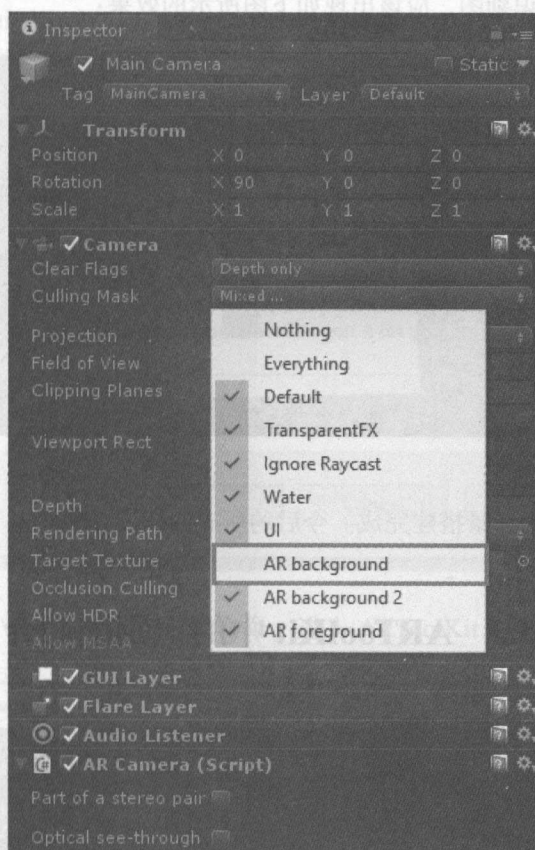 Inspector
Main Camera Static
Tag MainCamera Layer Default
Transform
Position X 0 Y 0 Z 0
Rotation X 90 Y 0 Z 0
Scale X 1 Y 1 Z 1
Camera
Clear Flags Depth only
Culling Mask Mixed ...
Projection
Field of View
Clipping Planes
Viewport Rect
Depth
Rendering Path
Target Texture
Occlusion Culling
Allow HDR
Allow MSAA
Nothing
Everything
Default
TransparentFX
Ignore Raycast
Water
UI
AR background
AR background 2
AR foreground
GUI Layer
Flare Layer
Audio Listener
AR Camera (Script)
Part of a stereo pair
Optical see-through